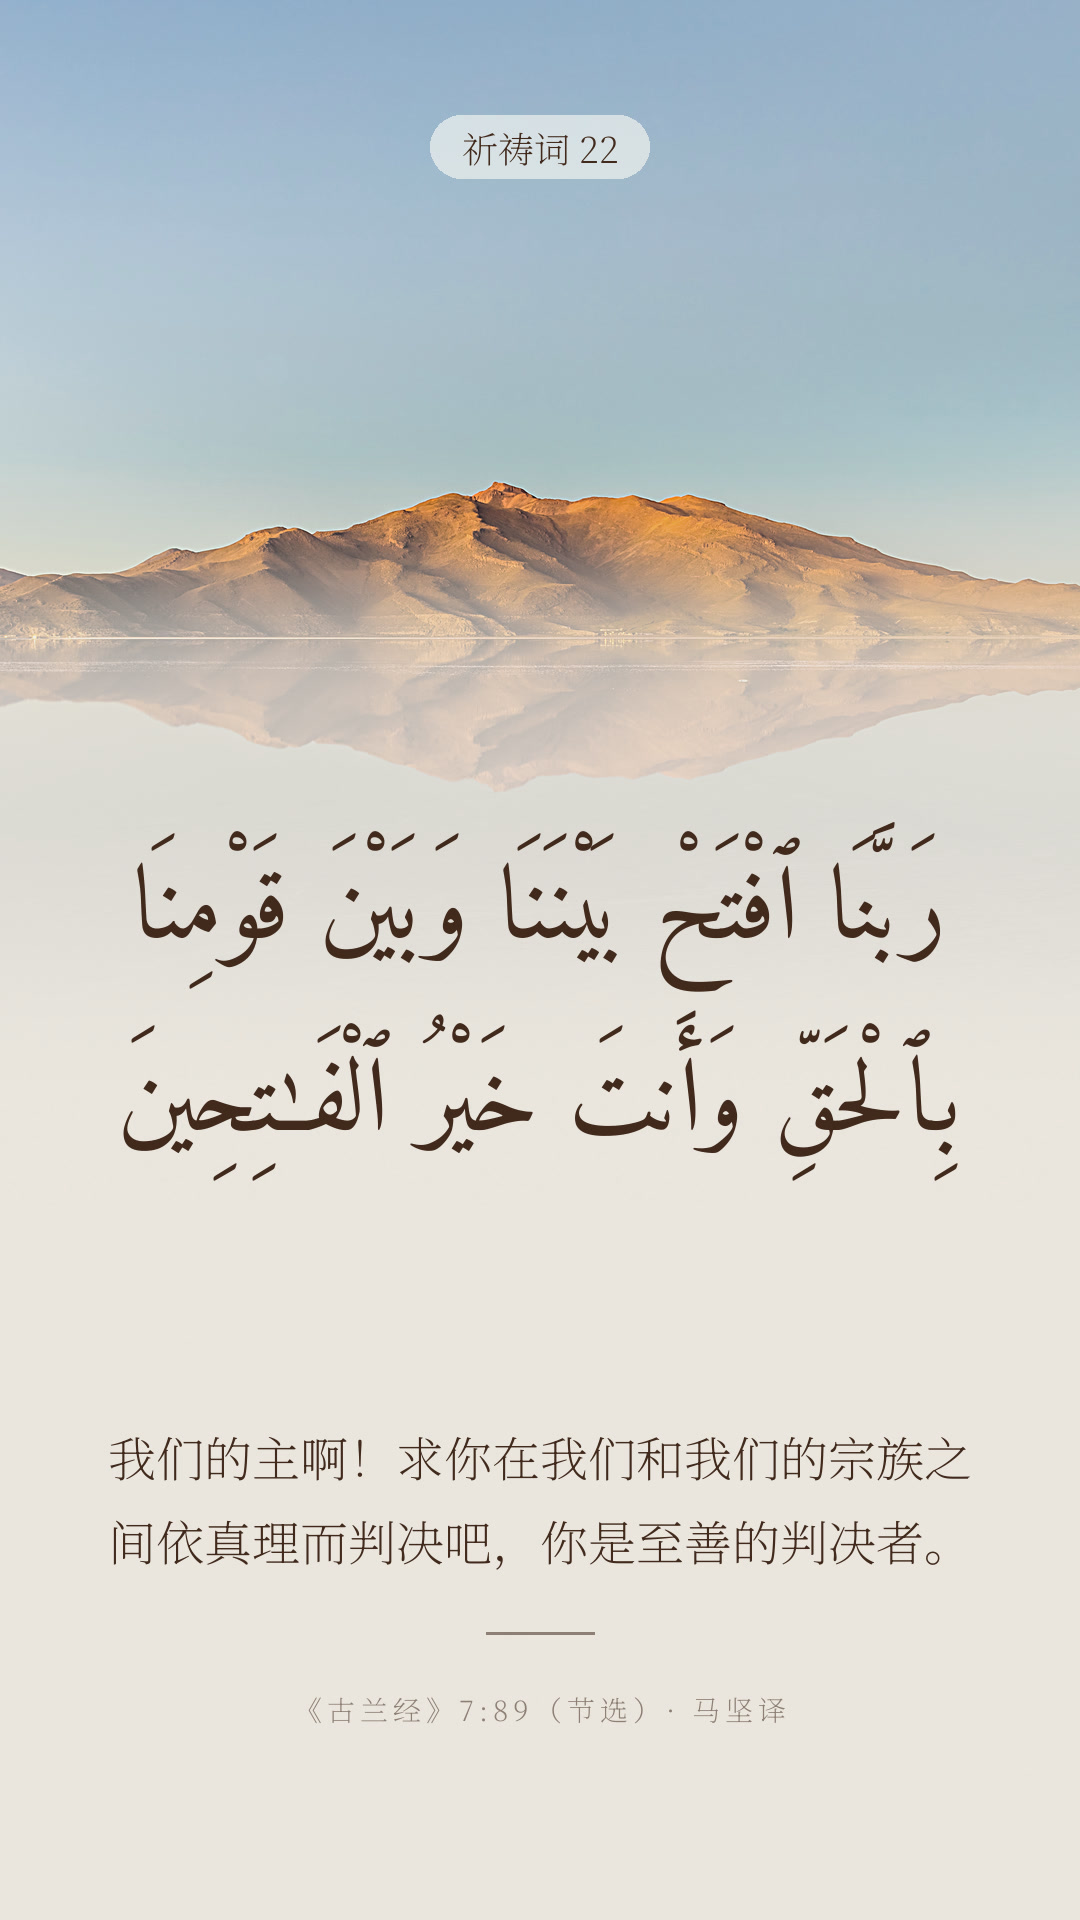 祈祷词 22
رَبَّنَا ٱفْتَحْ بَيْنَنَا وَبَيْنَ قَوْمِنَا
بِٱلْحَقِّ وَأَنتَ خَيْرُ ٱلْفَـٰتِحِينَ
我们的主啊！求你在我们和我们的宗族之
间依真理而判决吧，你是至善的判决者。
《古兰经》7:89（节选）· 马坚译